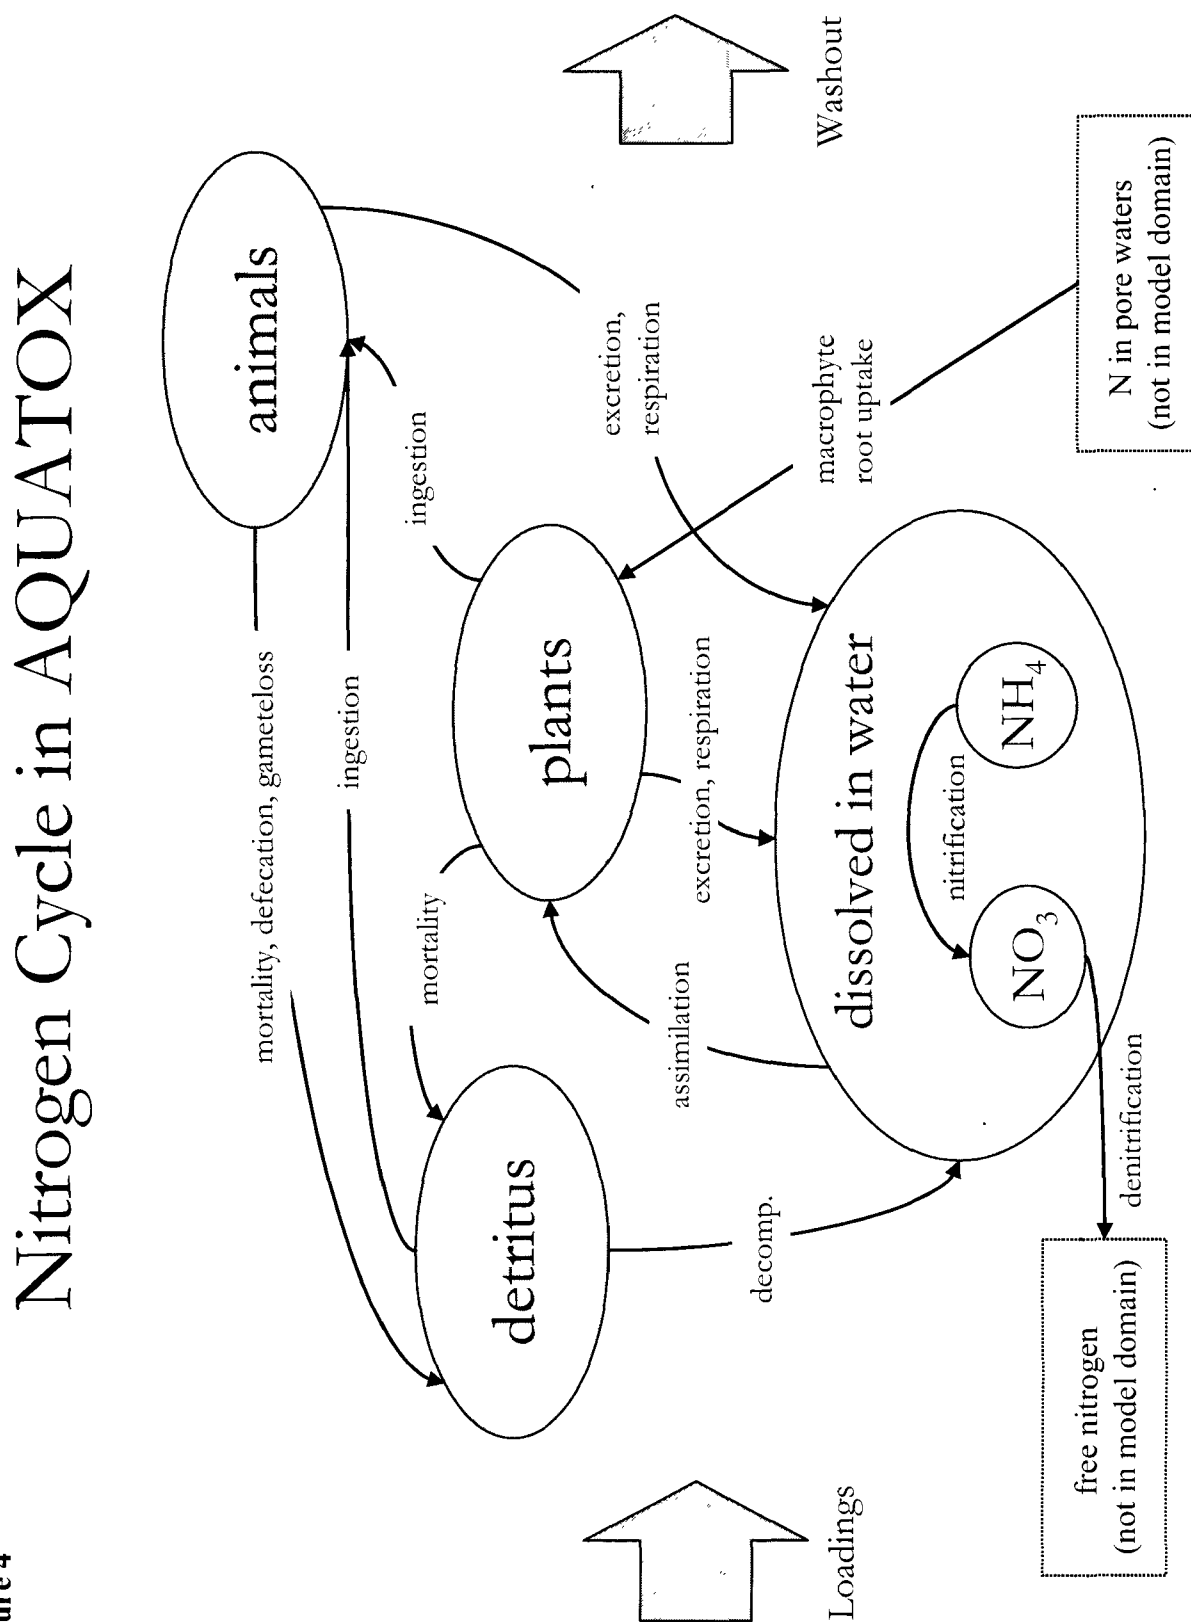 Nitrogen Cycle in AQUATOX
animals
mortality, defecation, gameteloss
ingestion
ingestion
mortality
plants
detritus
excretion,
respiration
assimilation
excretion, respiration
macrophyte
root uptake
decomp.
dissolved in water
nitrification
NO3
NH4
denitrification
Loadings
Washout
free nitrogen
(not in model domain)
N in pore waters
(not in model domain)